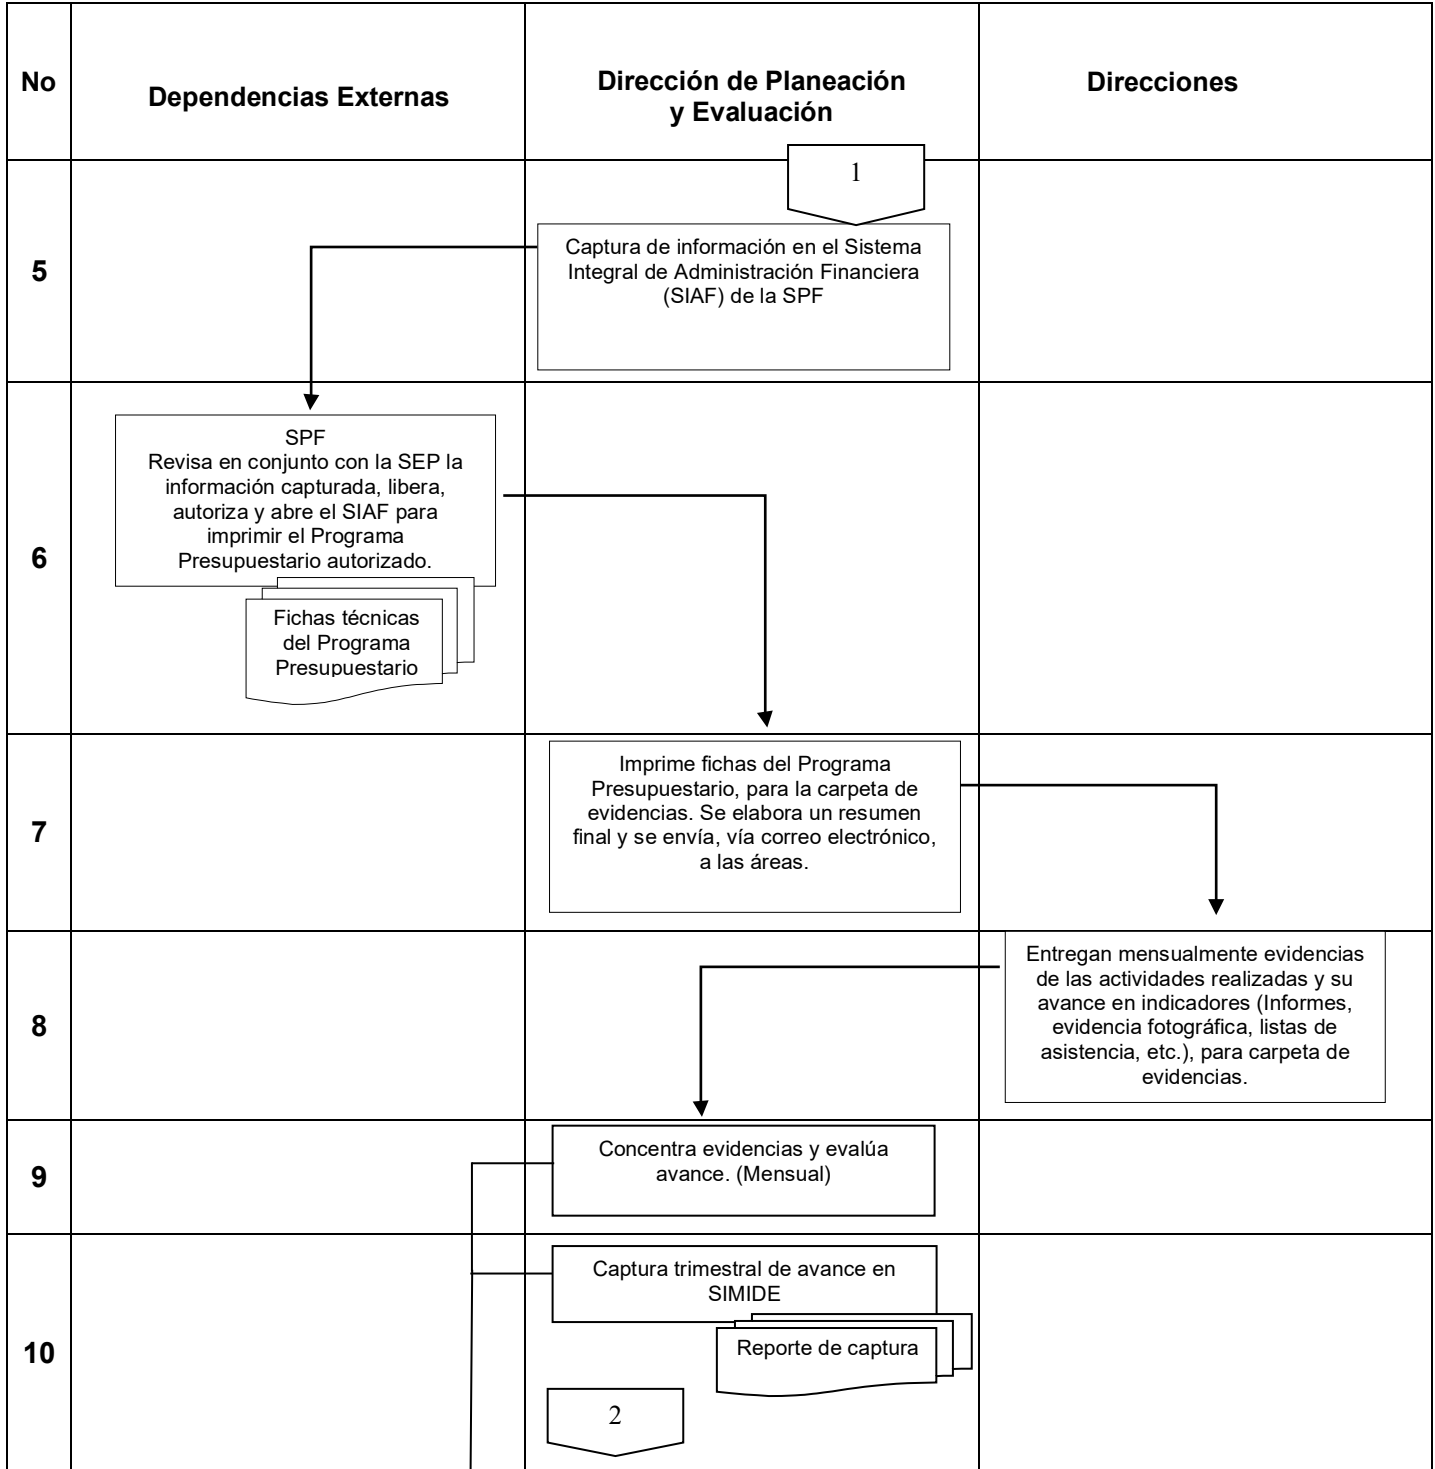 No
Dependencias Externas
Dirección de Planeación
y Evaluación
Direcciones
1
5
Captura de información en el Sistema
Integral de Administración Financiera
(SIAF) de la SPF
6
SPF
Revisa en conjunto con la SEP la
información capturada, libera,
autoriza y abre el SIAF para
imprimir el Programa
Presupuestario autorizado.
Fichas técnicas
del Programa
Presupuestario
7
Imprime fichas del Programa
Presupuestario, para la carpeta de
evidencias. Se elabora un resumen
final y se envía, vía correo electrónico,
a las áreas.
8
Entregan mensualmente evidencias
de las actividades realizadas y su
avance en indicadores (Informes,
evidencia fotográfica, listas de
asistencia, etc.), para carpeta de
evidencias.
9
Concentra evidencias y evalúa
avance. (Mensual)
10
Captura trimestral de avance en
SIMIDE
Reporte de captura
2